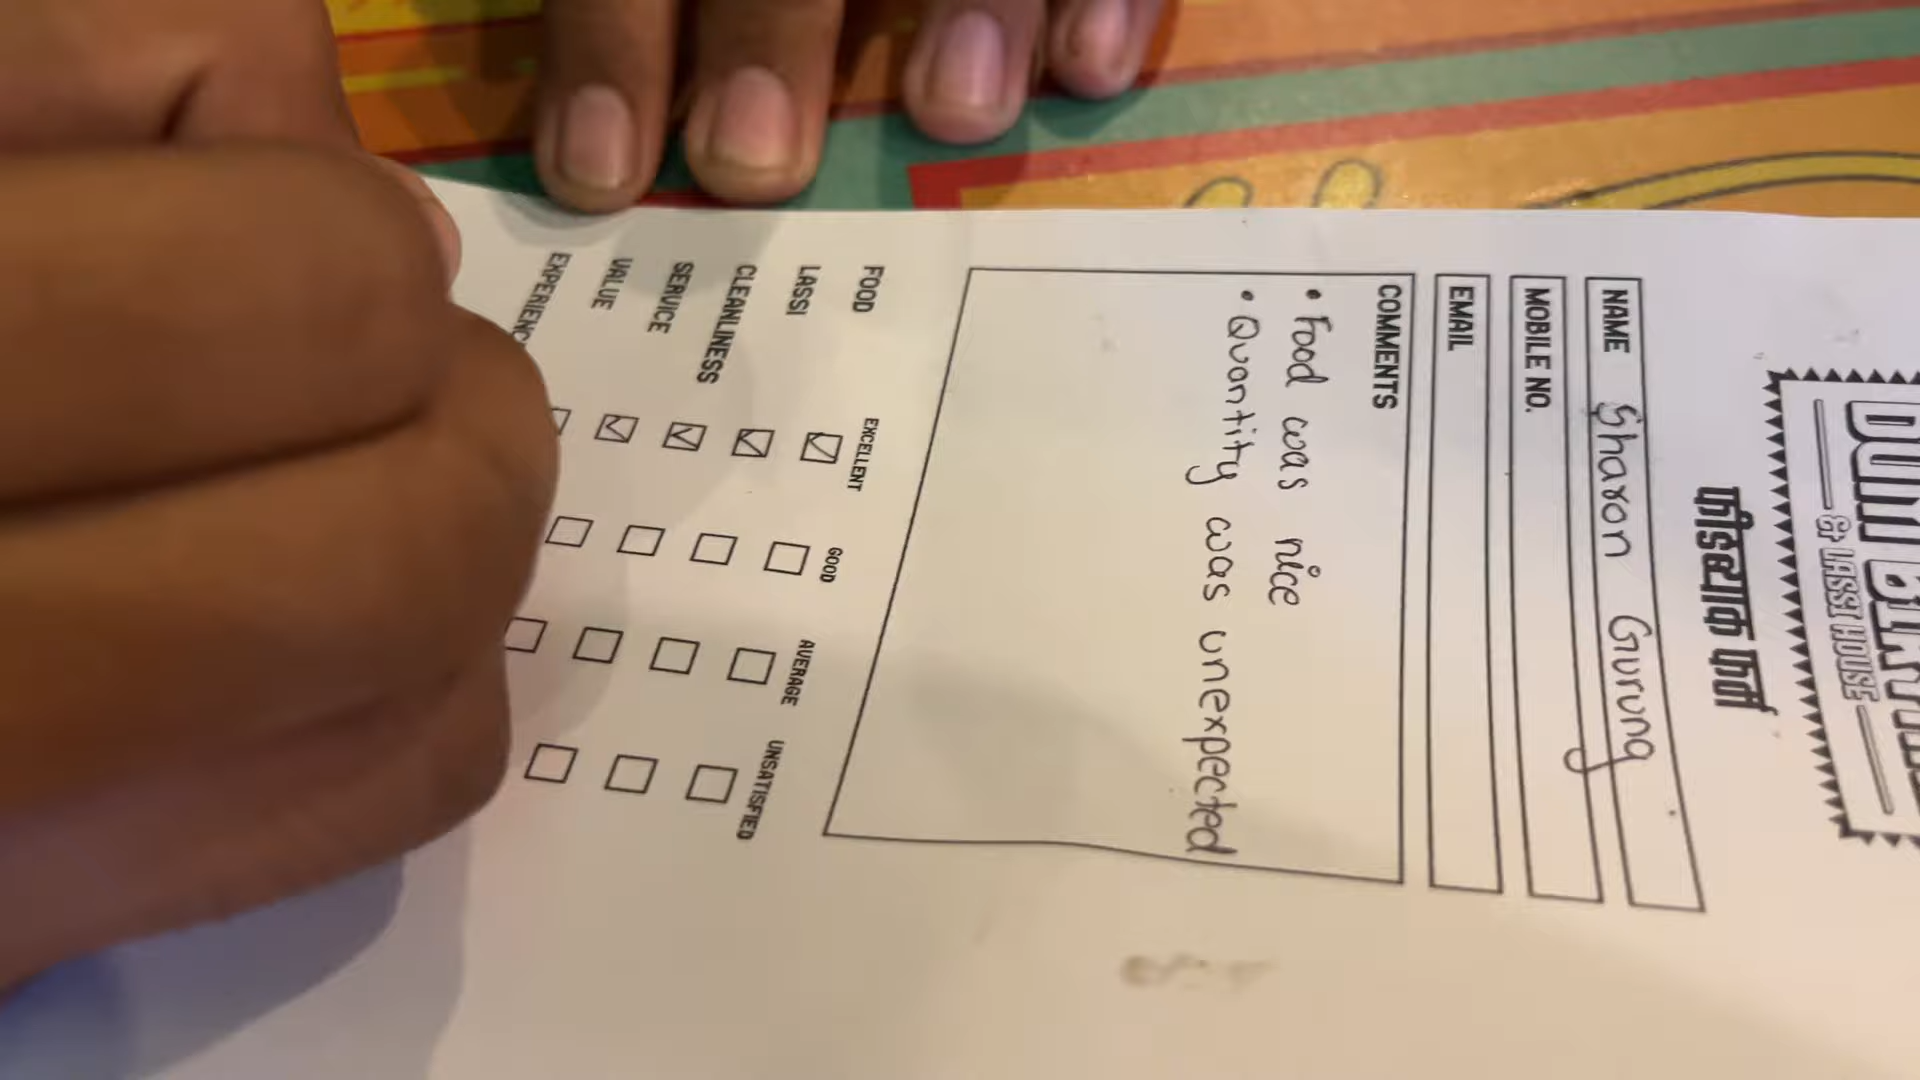 & LASSI HOUSE
फीडबैक फॉर्म
NAME Sharon Gurung
MOBILE NO.
EMAIL
COMMENTS
• Food was nice
• Quantity was unexpected
EXCELLENT GOOD AVERAGE UNSATISFIED
FOOD
LASSI
CLEANLINESS
SERVICE
VALUE